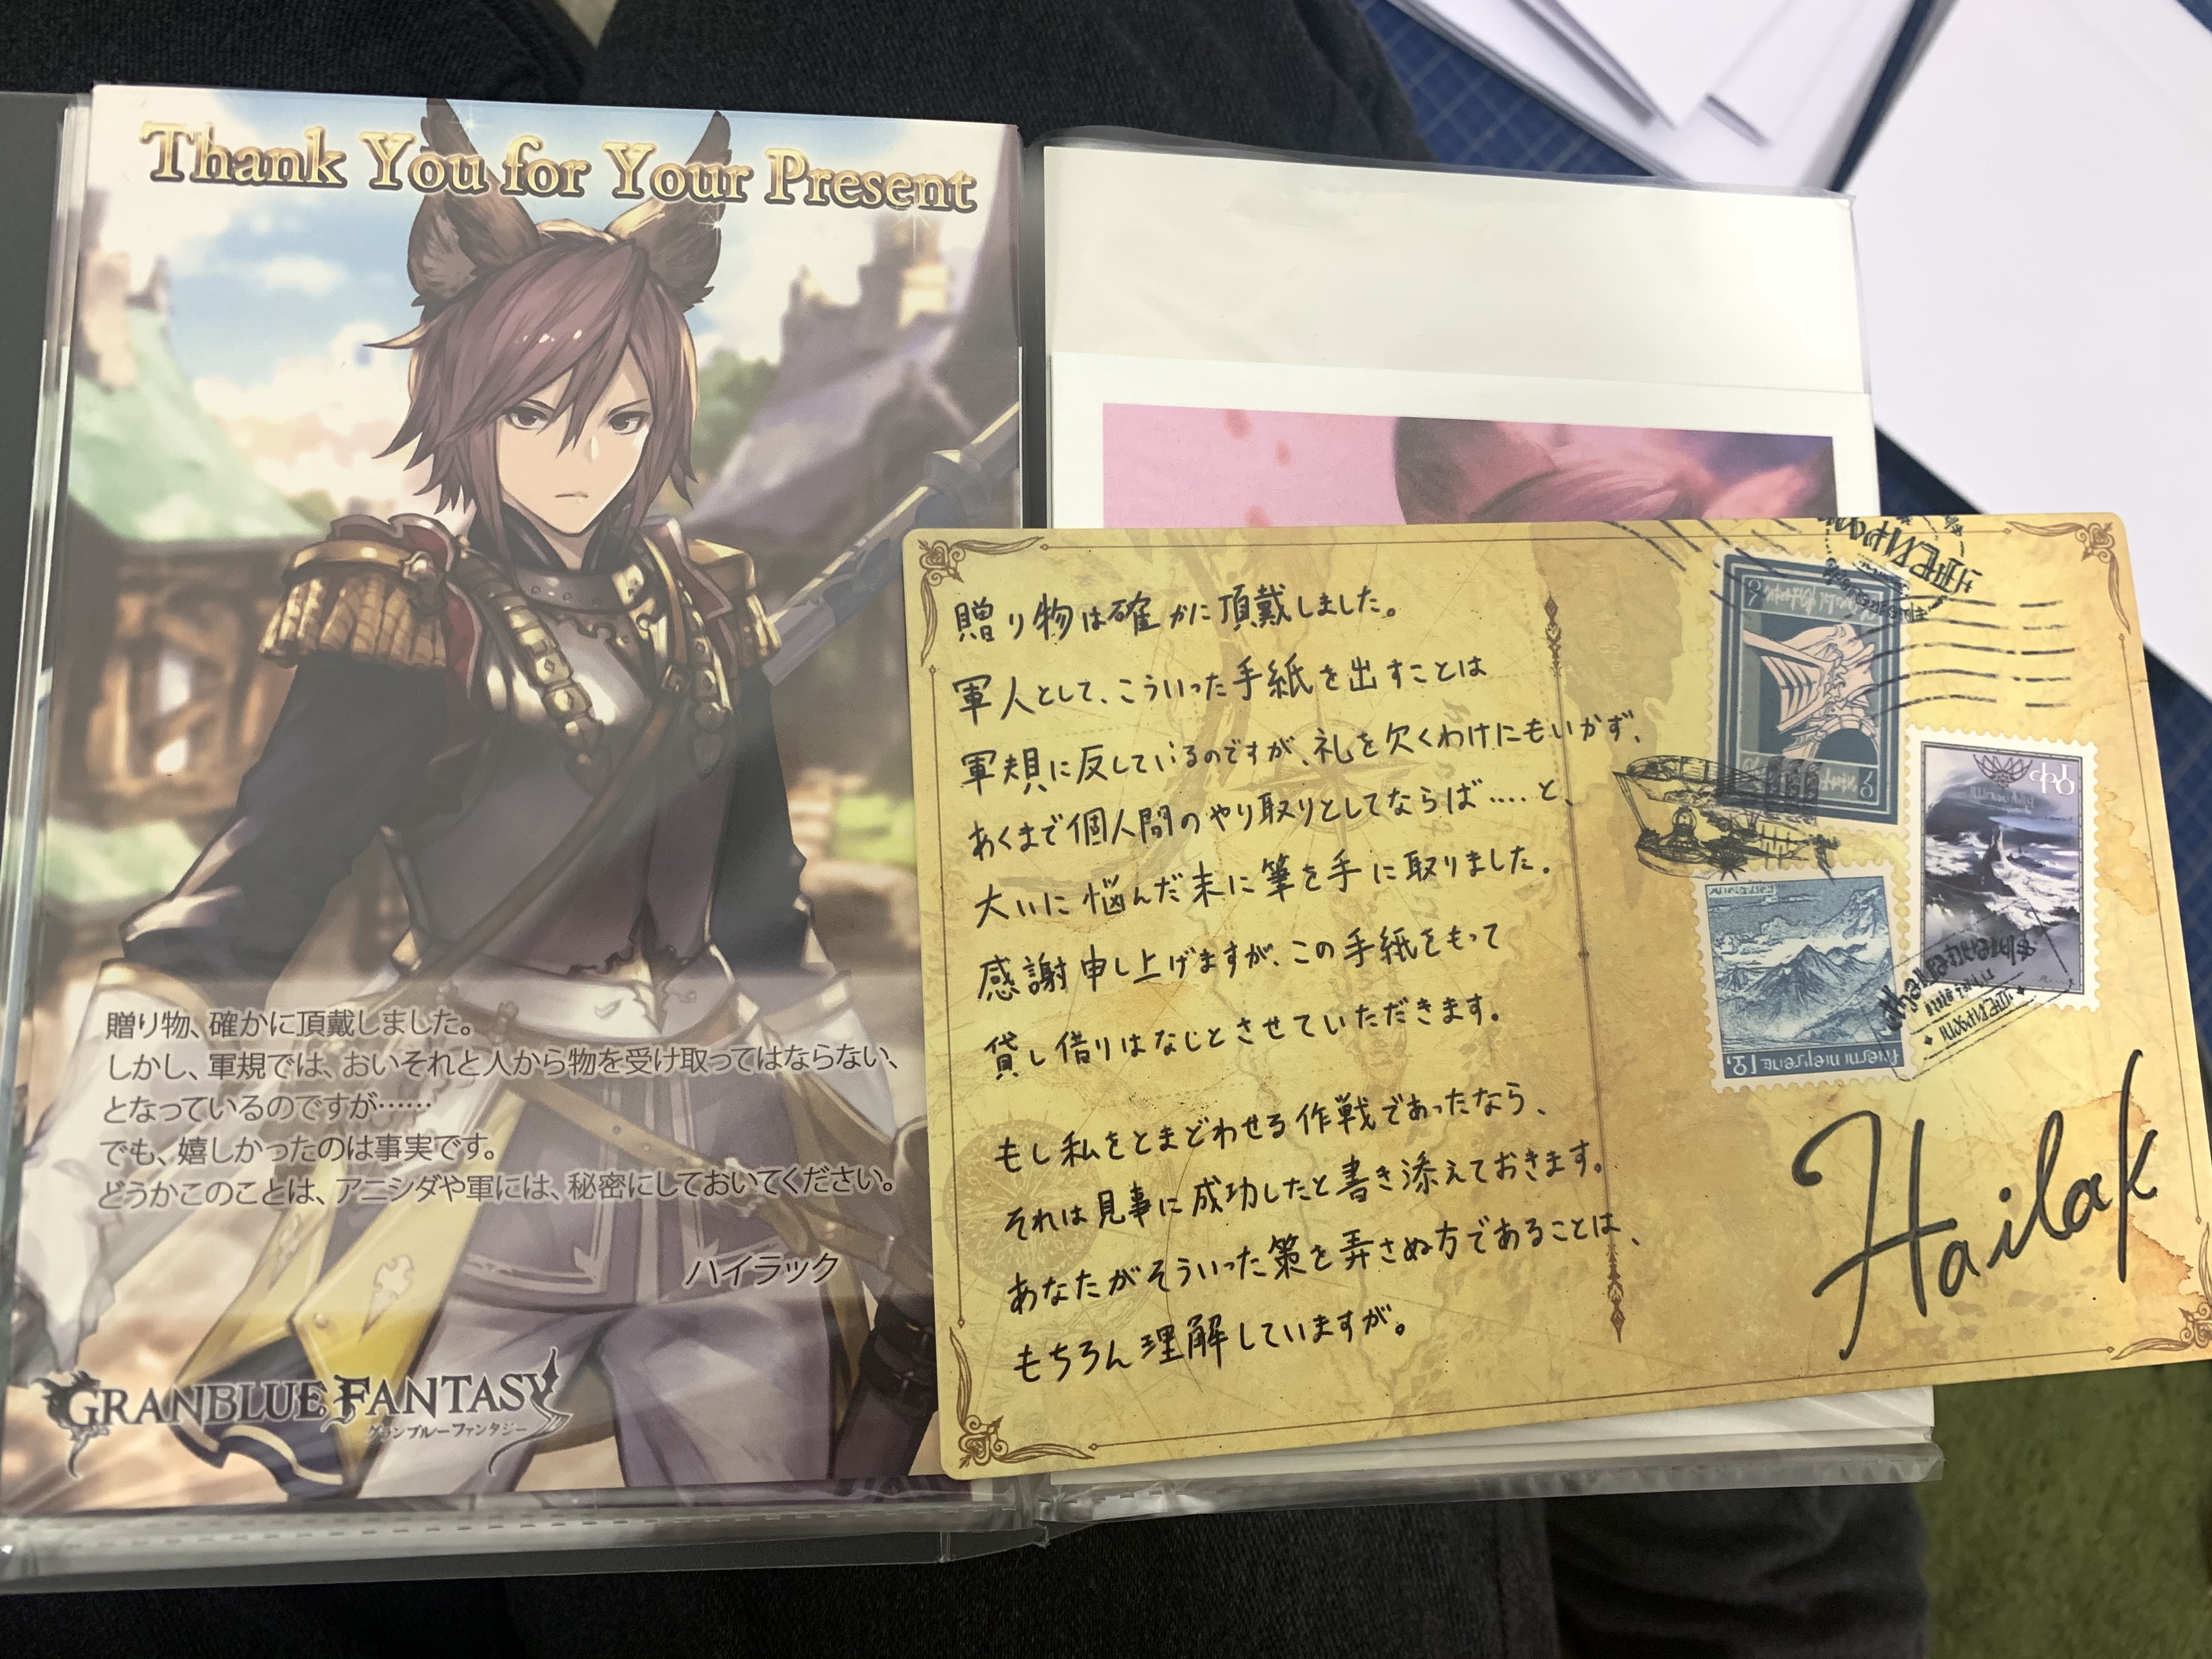 Thank You for Your Present
贈り物、確かに頂戴しました。
しかし、軍規では、おいそれと人から物を受け取ってはならない、
となっているのですが……
でも、嬉しかったのは事実です。
どうかこのことは、アニシダや軍には、秘密にしておいてください。
ハイラック
GRANBLUE FANTASY
グランブルーファンタジー
贈り物は確かに頂戴しました。
軍人として、こういった手紙を出すことは
軍規に反しているのですが、礼を欠くわけにもいかず、
あくまで個人間のやり取りとしてならば....と、
大いに悩んだ末に筆を手に取りました。
感謝申し上げますが、この手紙をもって
貸し借りはなしとさせていただきます。
もし私をとまどわせる作戦であったなら、
それは見事に成功したと書き添えておきます。
あなたがそういった策を弄さぬ方であることは、
もちろん理解していますが。
Hailak